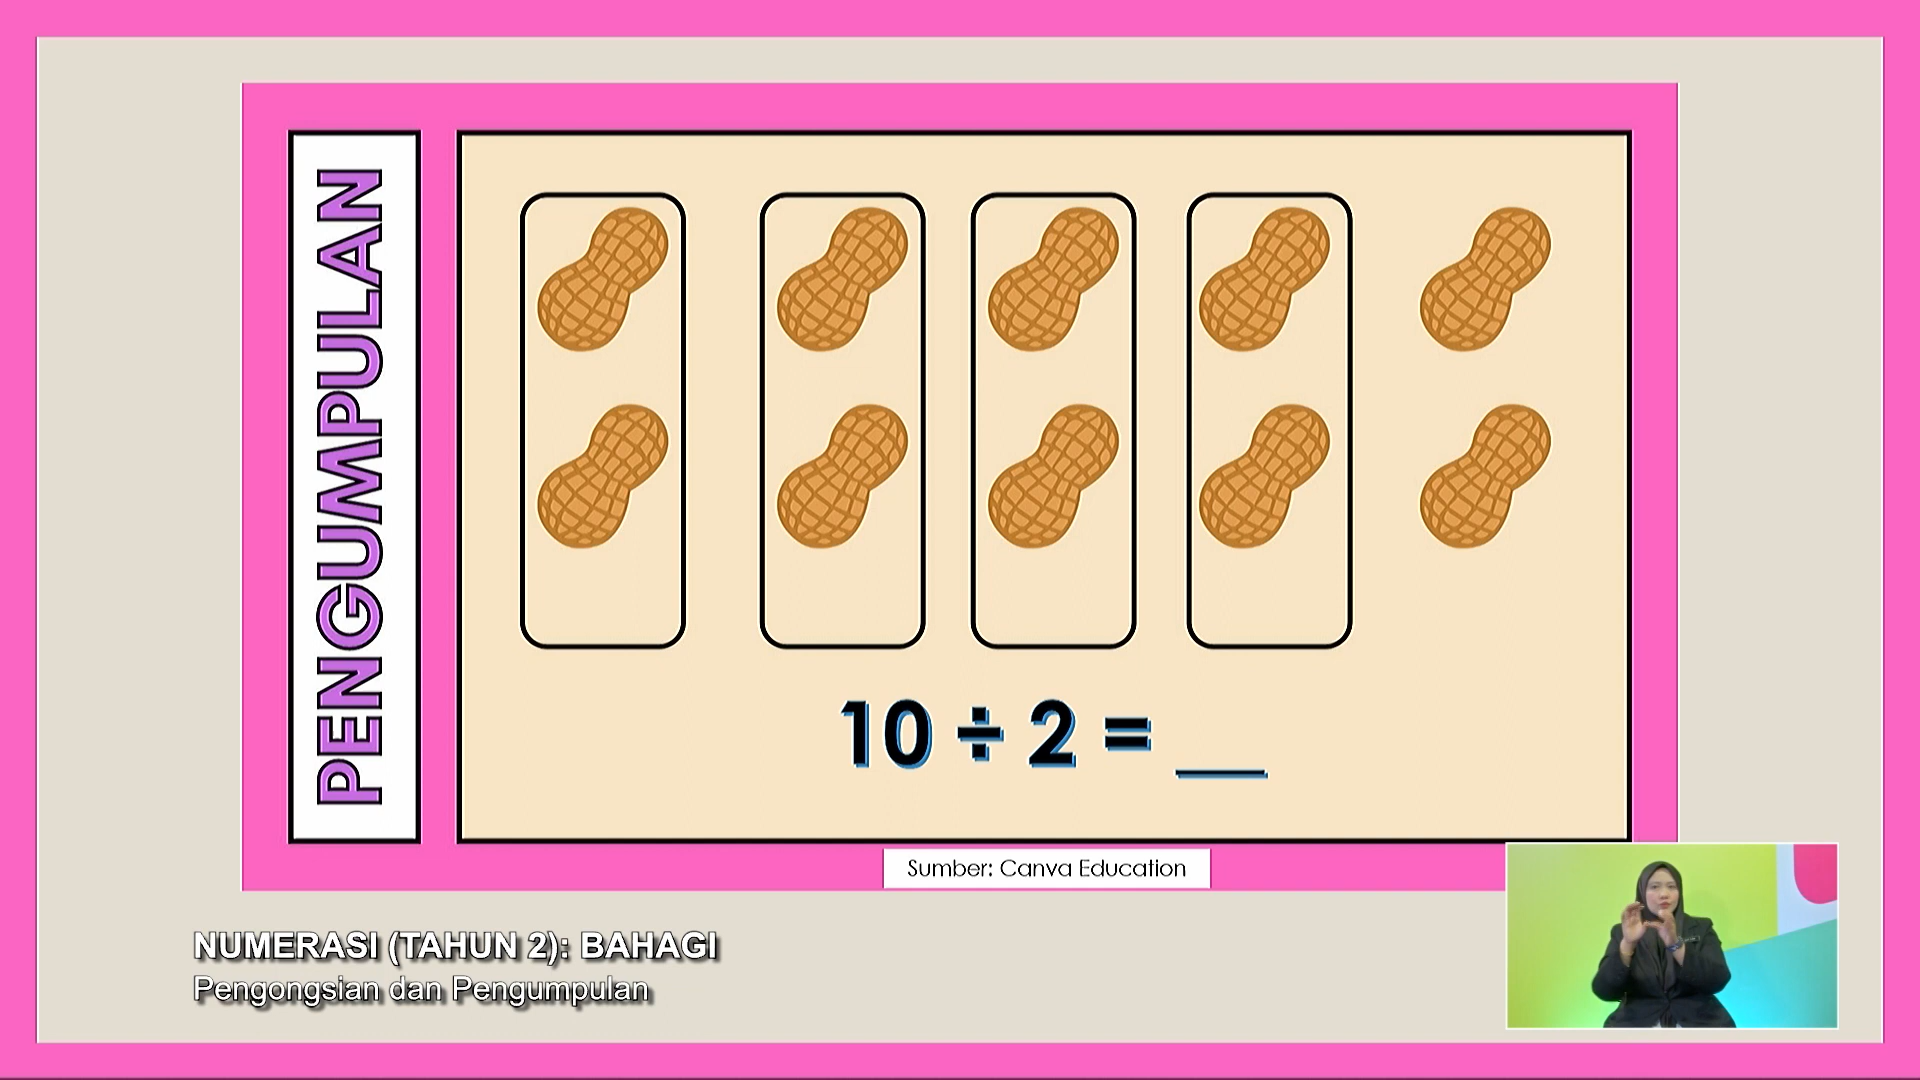 PENGUMPULAN
10 ÷ 2 = __
Sumber: Canva Education
NUMERASI (TAHUN 2): BAHAGI
Pengongsian dan Pengumpulan